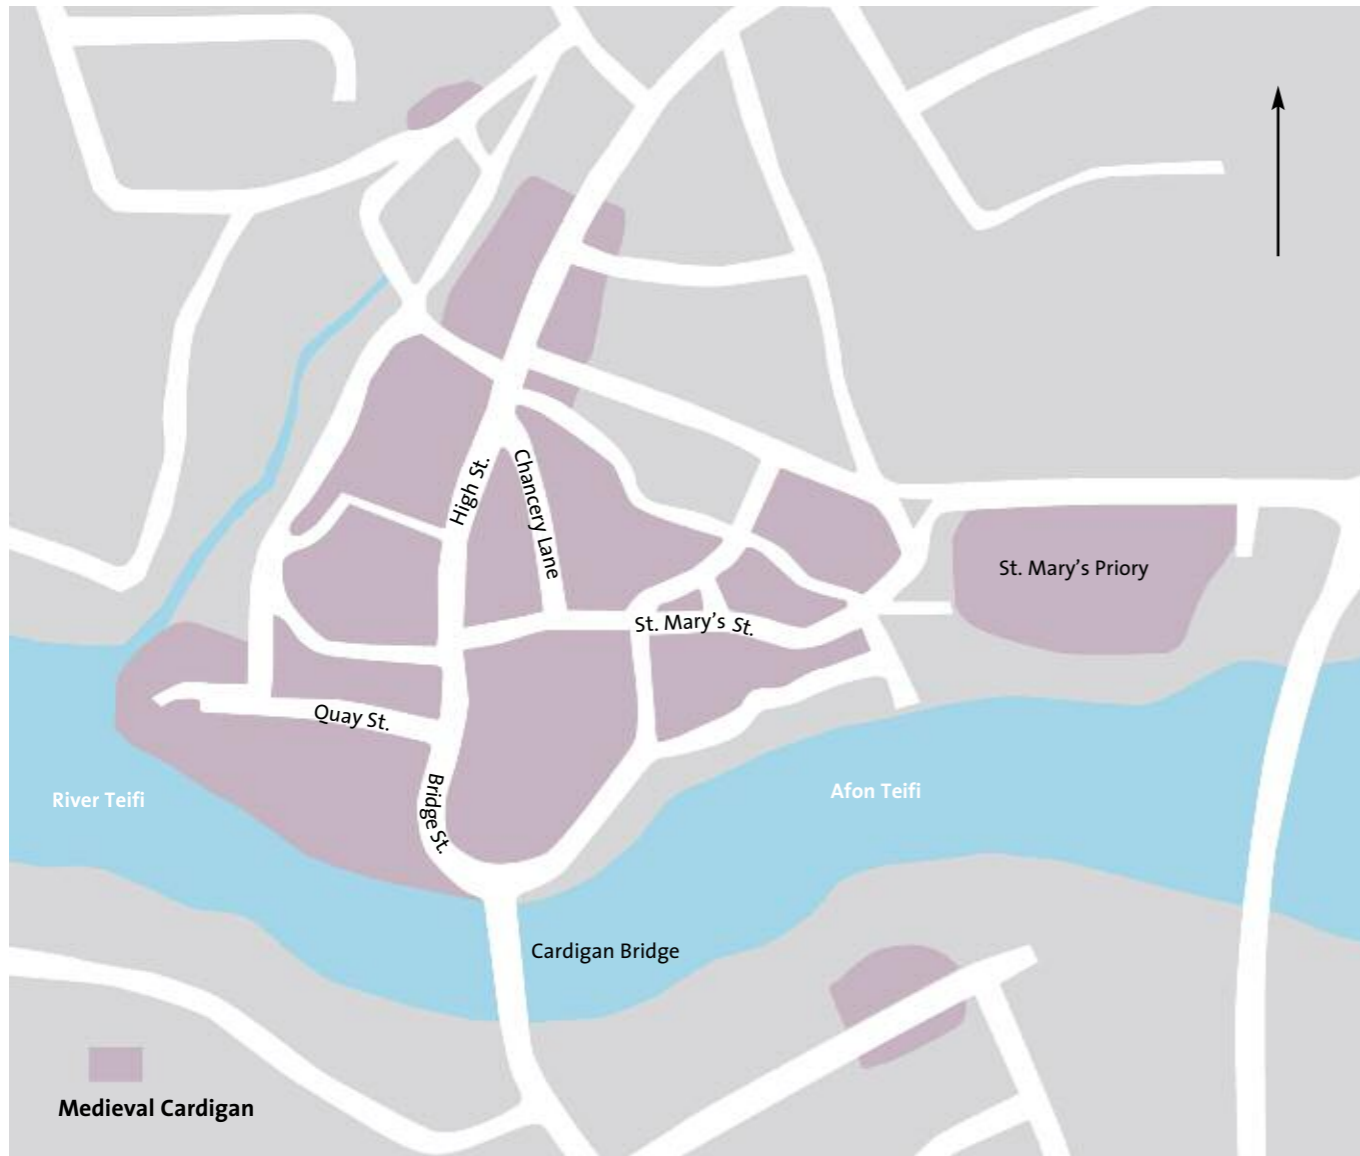 High St.
Chancery Lane
St. Mary's Priory
St. Mary's St.
Quay St.
Bridge St.
River Teifi
Afon Teifi
Cardigan Bridge
Medieval Cardigan